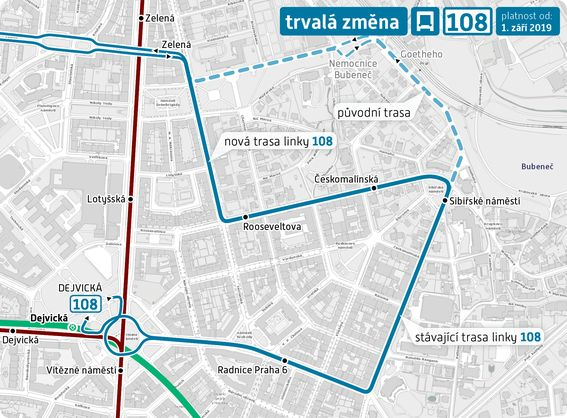 trvalá změna
108
platnost od:
1. září 2019
Zelená
Zelená
Goetheho
Nemocnice
Bubeneč
původní trasa
nová trasa linky 108
Bubeneč
Českomalínská
Lotyšská
Sibiřské náměstí
Rooseveltova
DEJVICKÁ
108
Dejvická
Dejvická
stávající trasa linky 108
Vítězné náměstí
Radnice Praha 6